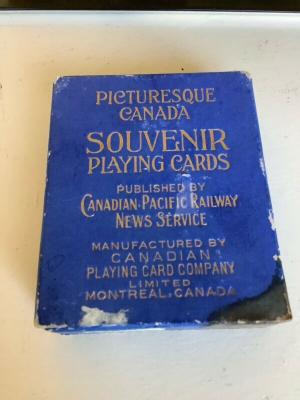 PICTURESQUE
CANADA
SOUVENIR
PLAYING CARDS
PUBLISHED BY
CANADIAN PACIFIC RAILWAY
NEWS SERVICE
MANUFACTURED BY
CANADIAN
PLAYING CARD COMPANY
LIMITED
MONTREAL, CANADA